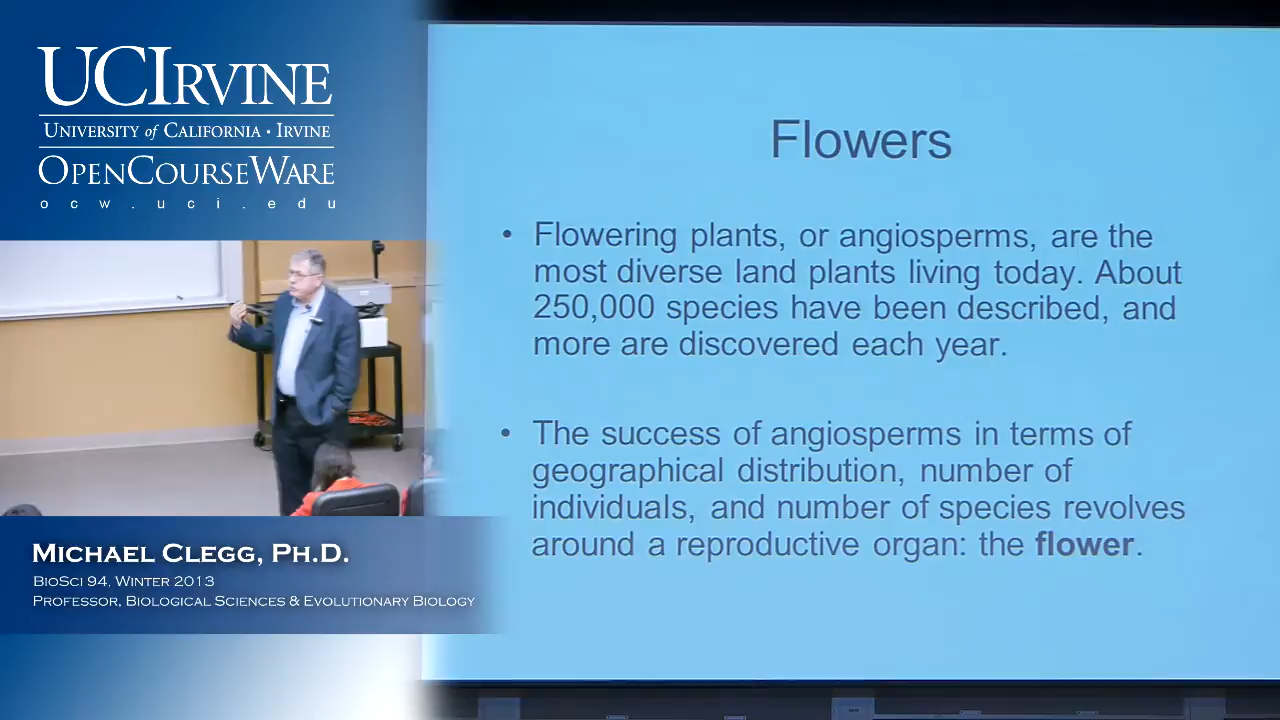 UCIRVINE
UNIVERSITY of CALIFORNIA · IRVINE
OPENCOURSEWARE
ocw.uci.edu
MICHAEL CLEGG, PH.D.
BIOSCI 94, WINTER 2013
PROFESSOR, BIOLOGICAL SCIENCES & EVOLUTIONARY BIOLOGY
Flowers
• Flowering plants, or angiosperms, are the
most diverse land plants living today. About
250,000 species have been described, and
more are discovered each year.
• The success of angiosperms in terms of
geographical distribution, number of
individuals, and number of species revolves
around a reproductive organ: the flower.